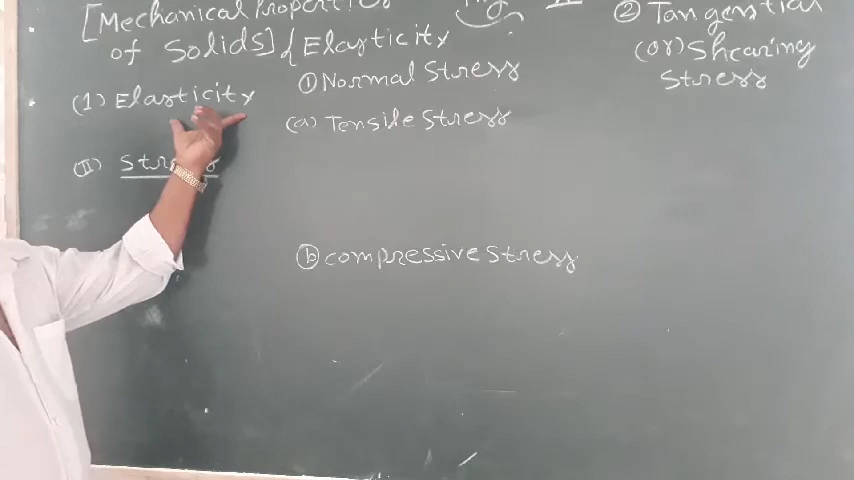 [Mechanical Properties
of Solids] { Elasticity
(I) Elasticity
(II) Stress
① Normal Stress
(a) Tensile Stress
ⓑ compressive Stress
② Tangential
(or) Shearing
Stress